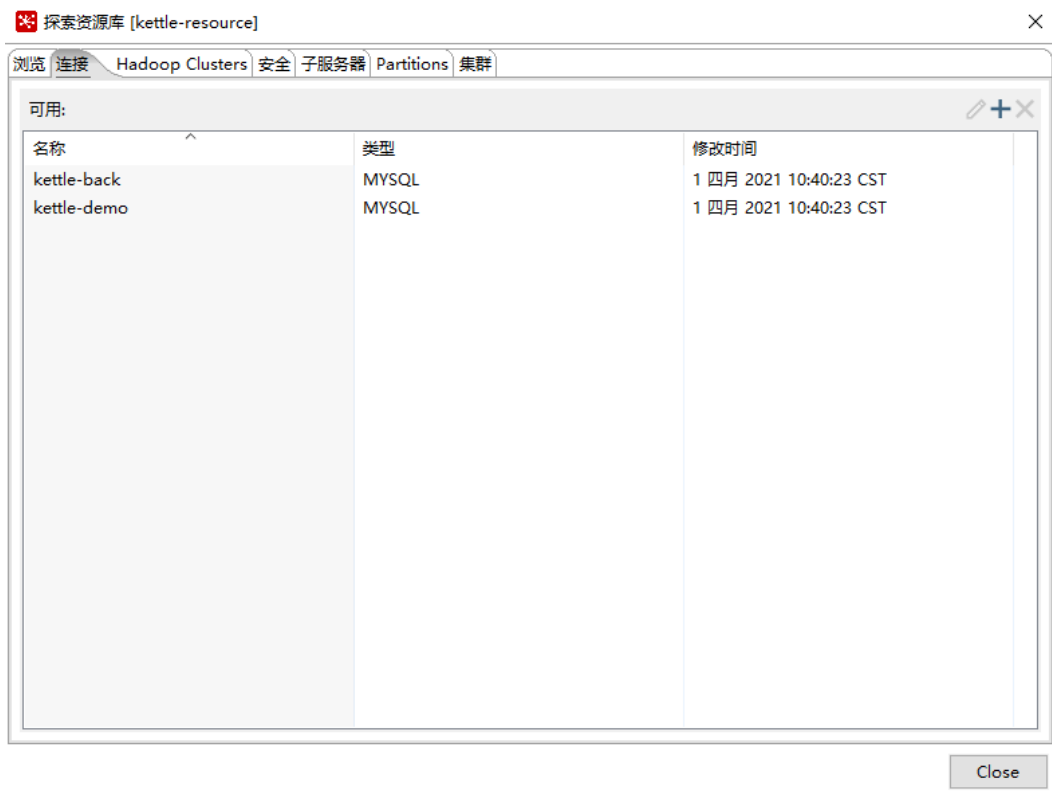 探索资源库 [kettle-resource]
浏览 连接 Hadoop Clusters 安全 子服务器 Partitions 集群
可用:
名称 类型 修改时间
kettle-back MYSQL 1 四月 2021 10:40:23 CST
kettle-demo MYSQL 1 四月 2021 10:40:23 CST
Close